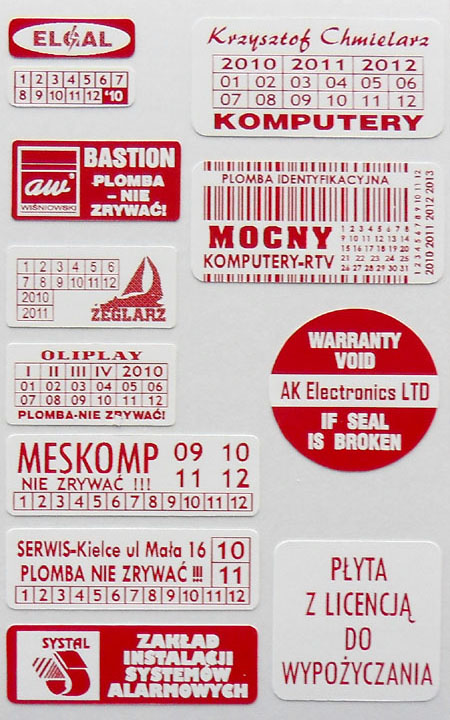 ELGAL
1 2 3 4 5 6 7
8 9 10 11 12 '10
BASTION
PLOMBA
- NIE
ZRYWAĆ!
aw
WIŚNIOWSKI
1 2 3 4 5 6
7 8 9 10 11 12
2010
2011
ŻEGLARZ
OLIPLAY
I II III IV 2010
01 02 03 04 05 06
07 08 09 10 11 12
PLOMBA-NIE ZRYWAĆ!
MESKOMP 09 10
NIE ZRYWAĆ !!! 11 12
1 2 3 4 5 6 7 8 9 10 11 12
SERWIS-Kielce ul Mała 16 10
PLOMBA NIE ZRYWAĆ !!! 11
1 2 3 4 5 6 7 8 9 10 11 12
SYSTAL
ZAKŁAD
INSTALACJI
SYSTEMÓW
ALARMOWYCH
Krzysztof Chmielarz
2010 2011 2012
01 02 03 04 05 06
07 08 09 10 11 12
KOMPUTERY
PLOMBA IDENTYFIKACYJNA
MOCNY
KOMPUTERY-RTV
1 2 3 4 5 6 7 8
9 10 11 12 13 14 15
16 17 18 19 20
21 22 23 24 25
26 27 28 29 30 31
1 2 3 4 5 6 7 8 9 10 11 12
2010 2011 2012 2013
WARRANTY
VOID
AK Electronics LTD
IF SEAL
IS BROKEN
PŁYTA
Z LICENCJĄ
DO
WYPOŻYCZANIA